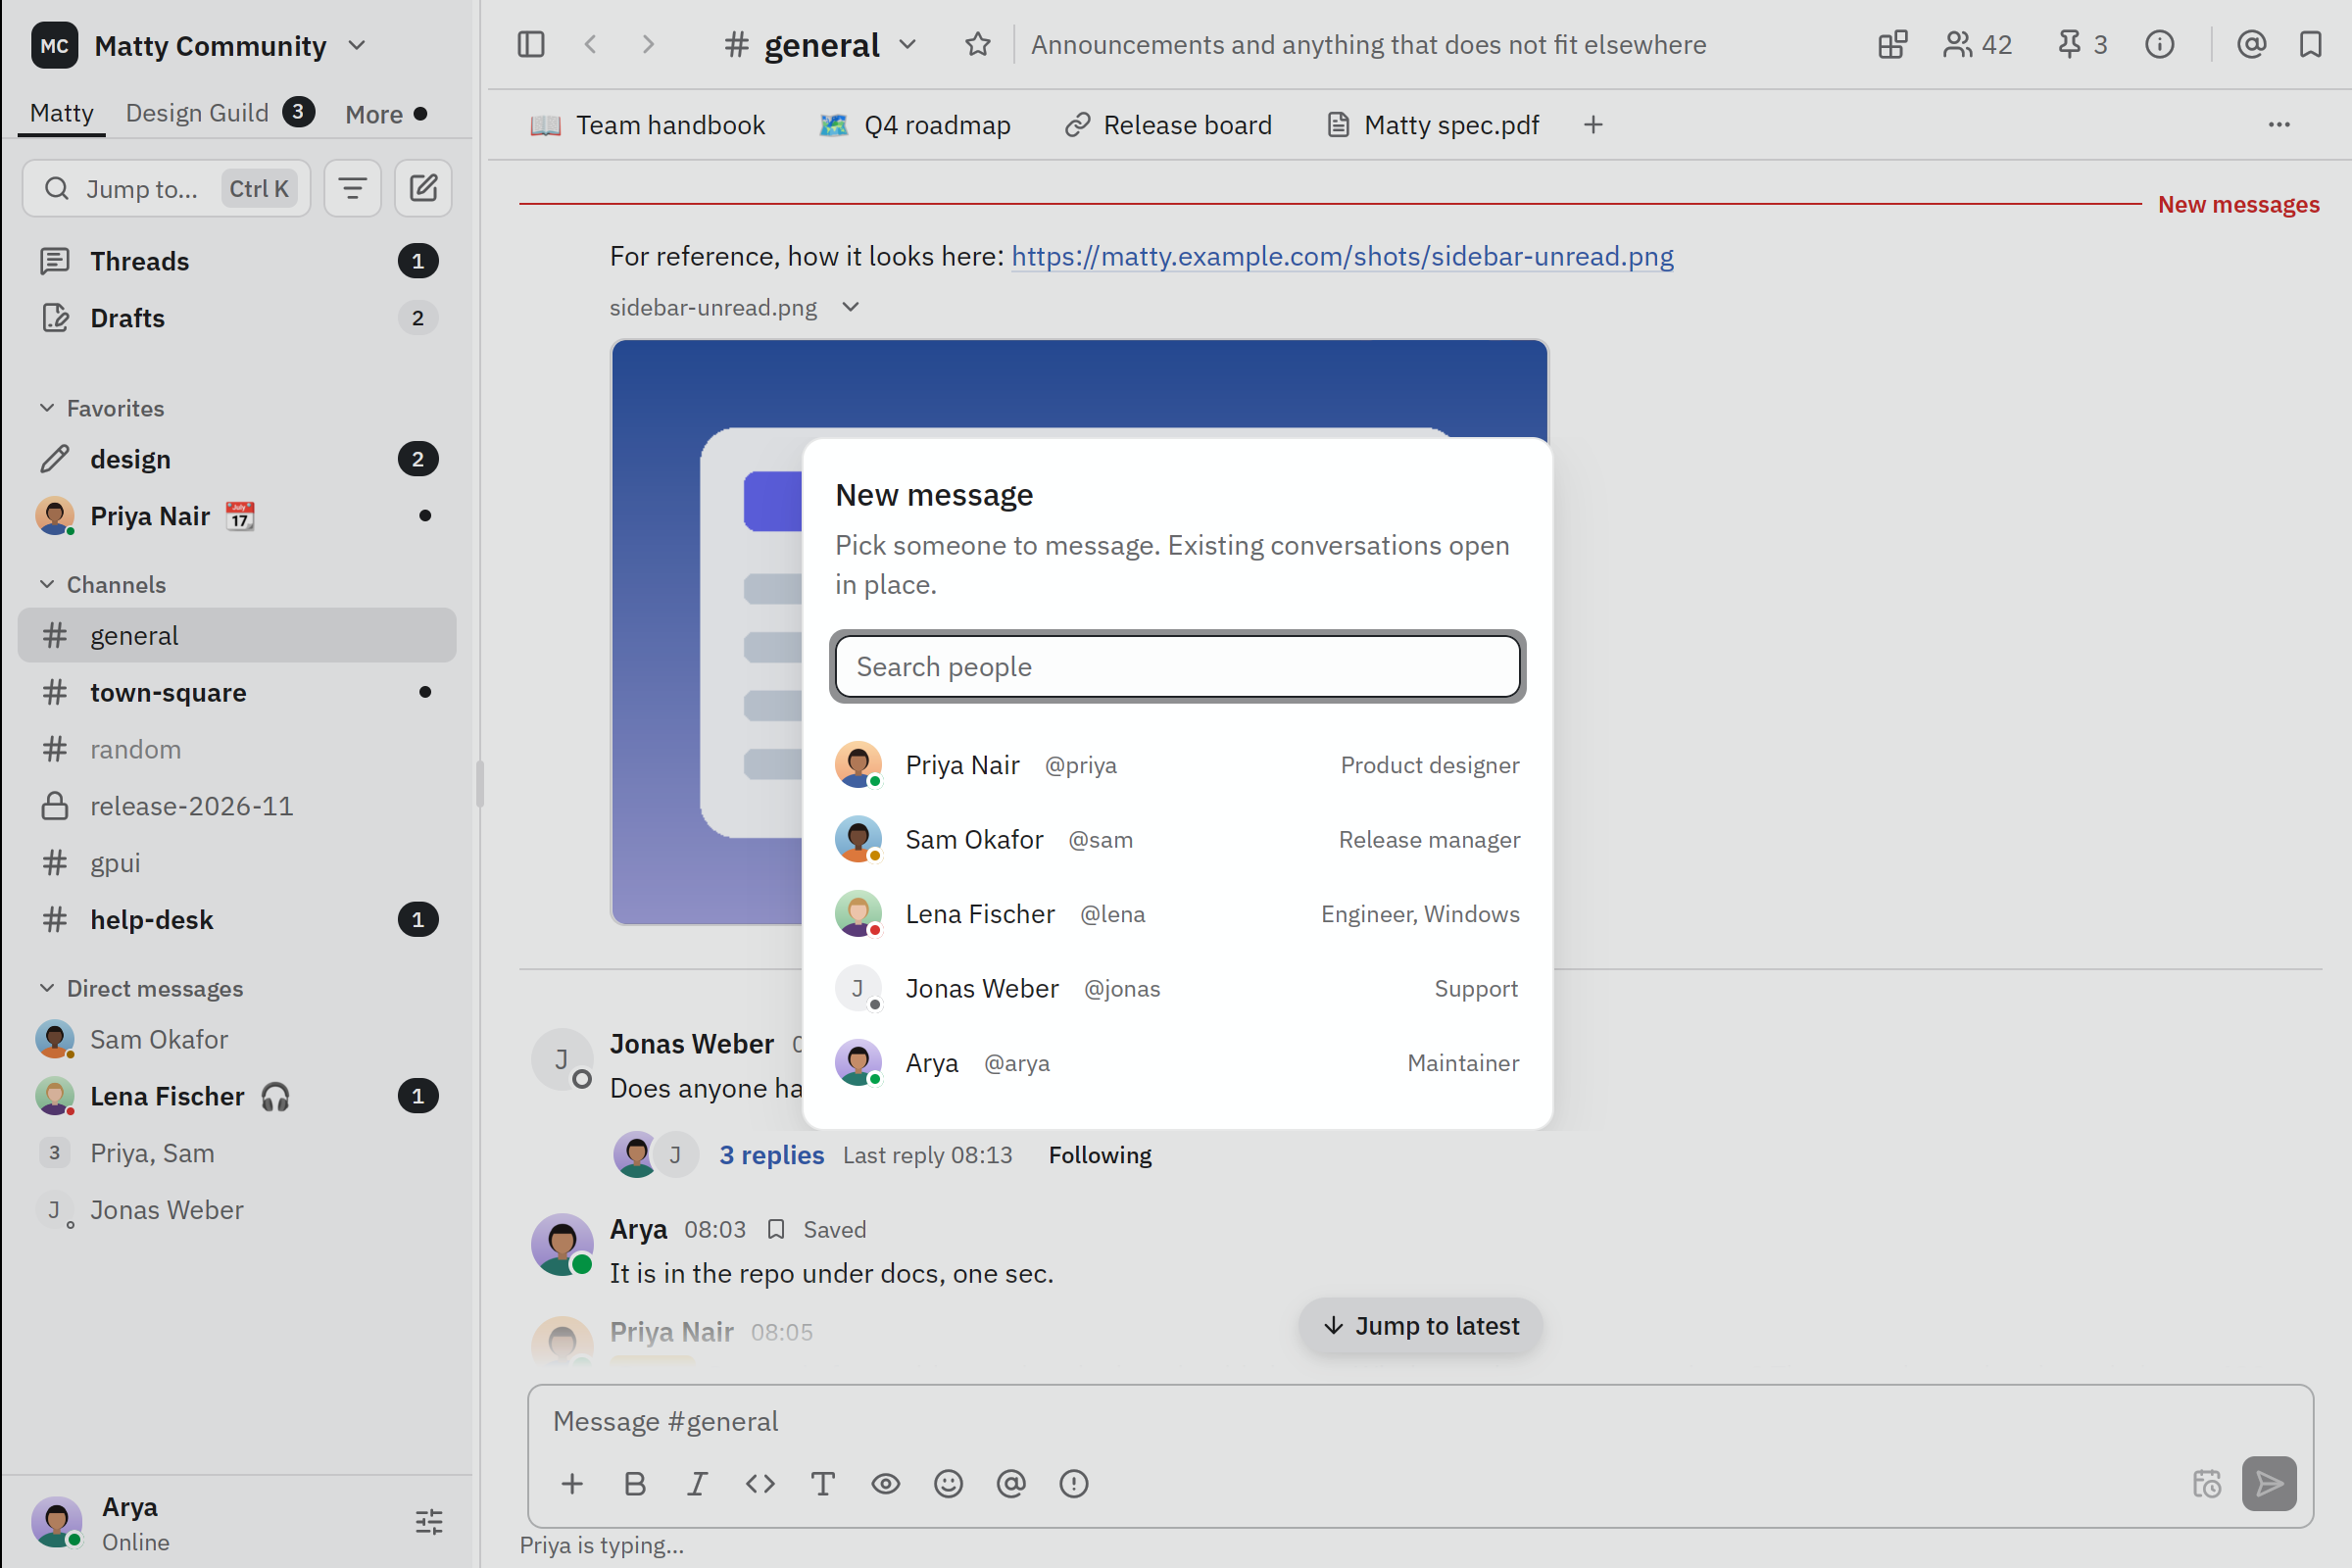 MC Matty Community
Matty Design Guild 3 More
Jump to... Ctrl K
Threads 1
Drafts 2
Favorites
design 2
Priya Nair
Channels
general
town-square
random
release-2026-11
gpui
help-desk 1
Direct messages
Sam Okafor
Lena Fischer 1
3 Priya, Sam
J Jonas Weber
Arya
Online
# general Announcements and anything that does not fit elsewhere 42 3
Team handbook Q4 roadmap Release board Matty spec.pdf
New messages
For reference, how it looks here: https://matty.example.com/shots/sidebar-unread.png
sidebar-unread.png
New message
Pick someone to message. Existing conversations open
in place.
Search people
Priya Nair @priya Product designer
Sam Okafor @sam Release manager
Lena Fischer @lena Engineer, Windows
J Jonas Weber @jonas Support
Arya @arya Maintainer
J Jonas Weber
Does anyone ha
J 3 replies Last reply 08:13 Following
Arya 08:03 Saved
It is in the repo under docs, one sec.
Priya Nair 08:05
Jump to latest
Message #general
Priya is typing...